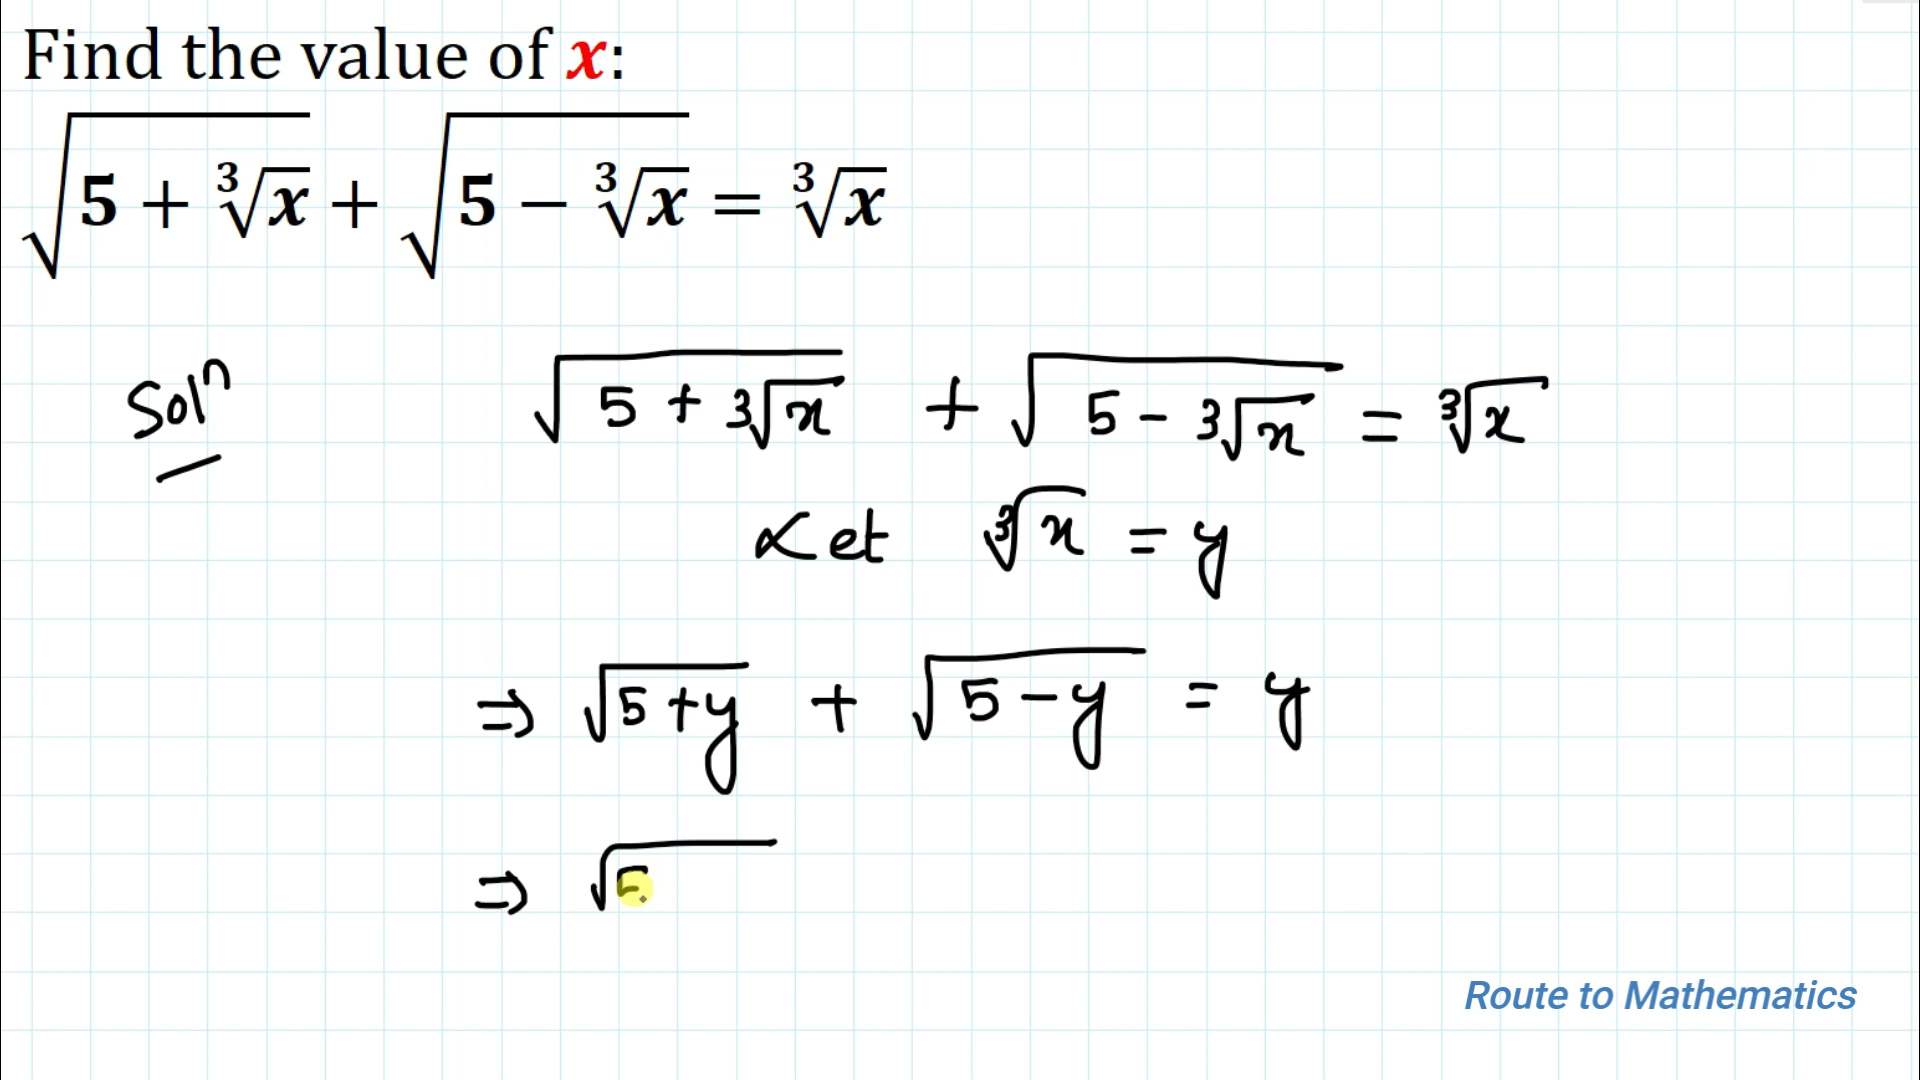 Find the value of x:
√(5 + ∛x) + √(5 − ∛x) = ∛x
Solⁿ √(5 + ∛x) + √(5 − ∛x) = ∛x
Let ∛x = y
⇒ √(5 + y) + √(5 − y) = y
⇒ √5
Route to Mathematics